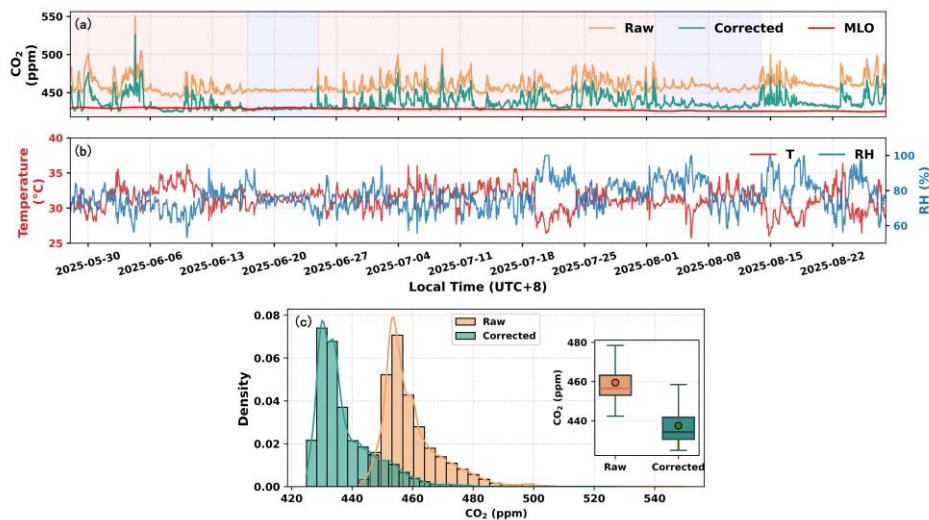 (a)
Raw Corrected MLO
CO₂
(ppm)
550
500
450
(b)
T RH
Temperature
(°C)
40
35
30
25
RH (%)
100
80
60
2025-05-30 2025-06-06 2025-06-13 2025-06-20 2025-06-27 2025-07-04 2025-07-11 2025-07-18 2025-07-25 2025-08-01 2025-08-08 2025-08-15 2025-08-22
Local Time (UTC+8)
(c)
Raw
Corrected
Density
0.08
0.06
0.04
0.02
0.00
420 440 460 480 500 520 540
CO₂ (ppm)
CO₂ (ppm)
480
460
440
Raw Corrected